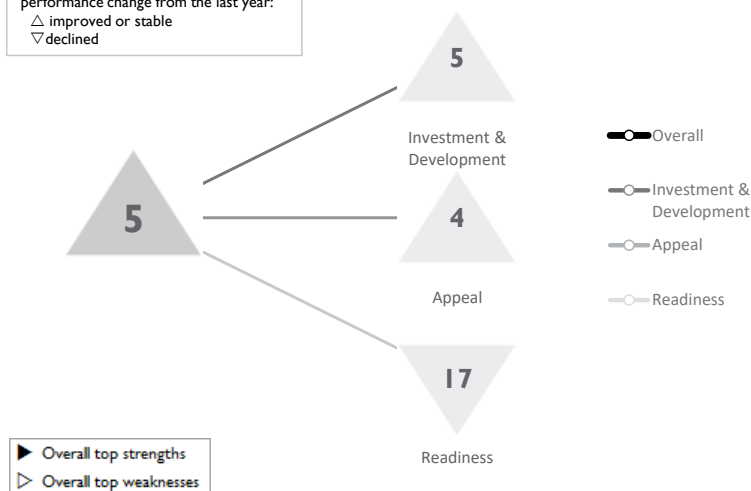 performance change from the last year:
△ improved or stable
▽ declined
5
Investment &
Development
5
4
Appeal
17
Readiness
Overall
Investment &
Development
Appeal
Readiness
▶ Overall top strengths
▷ Overall top weaknesses